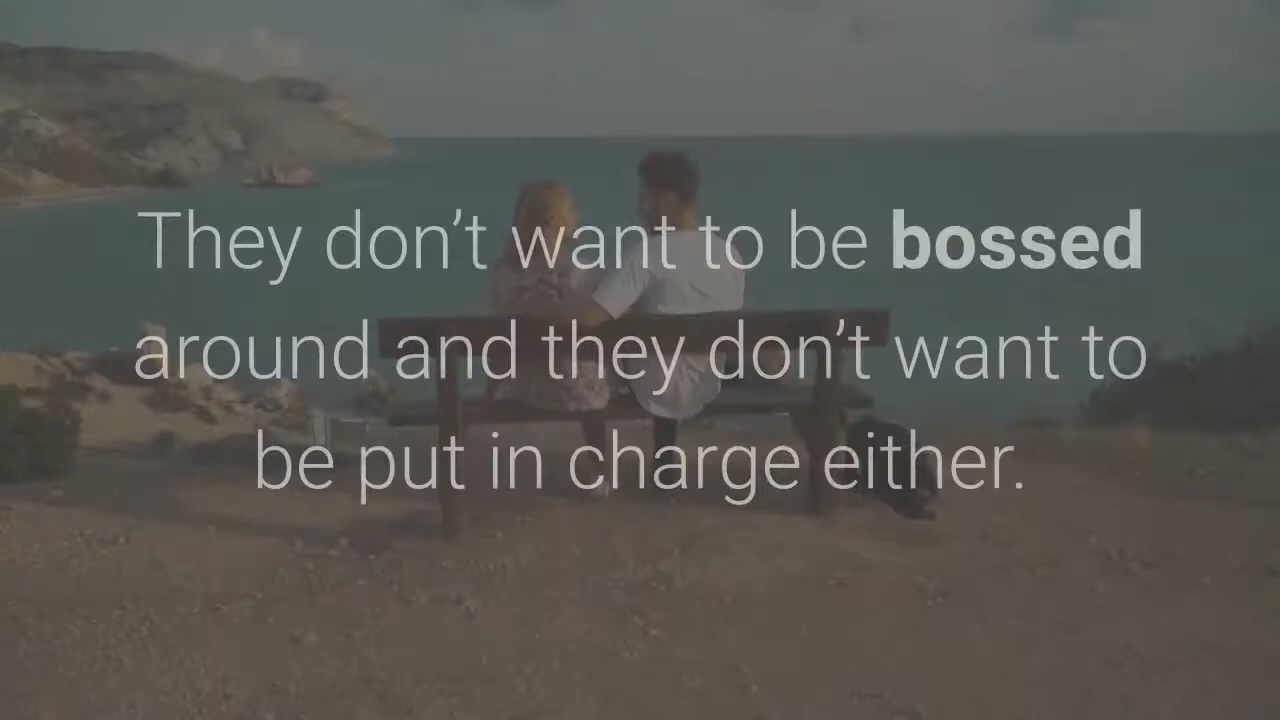 They don’t want to be bossed
around and they don’t want to
be put in charge either.